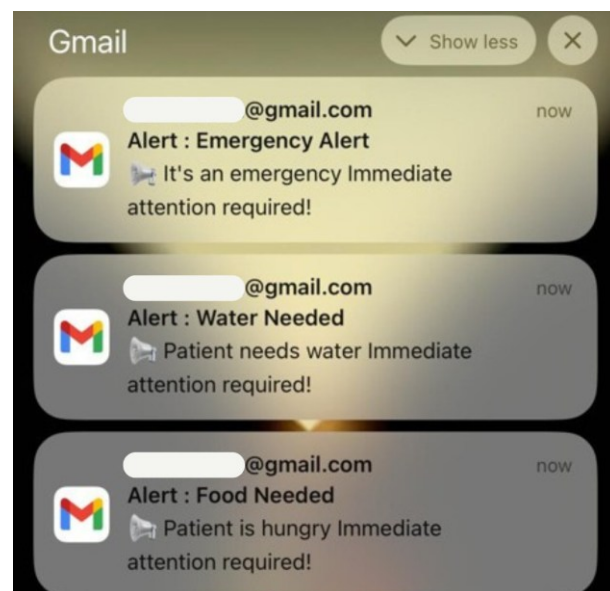 Gmail
Show less
@gmail.com
now
Alert : Emergency Alert
📢 It's an emergency Immediate
attention required!
@gmail.com
now
Alert : Water Needed
📢 Patient needs water Immediate
attention required!
@gmail.com
now
Alert : Food Needed
📢 Patient is hungry Immediate
attention required!